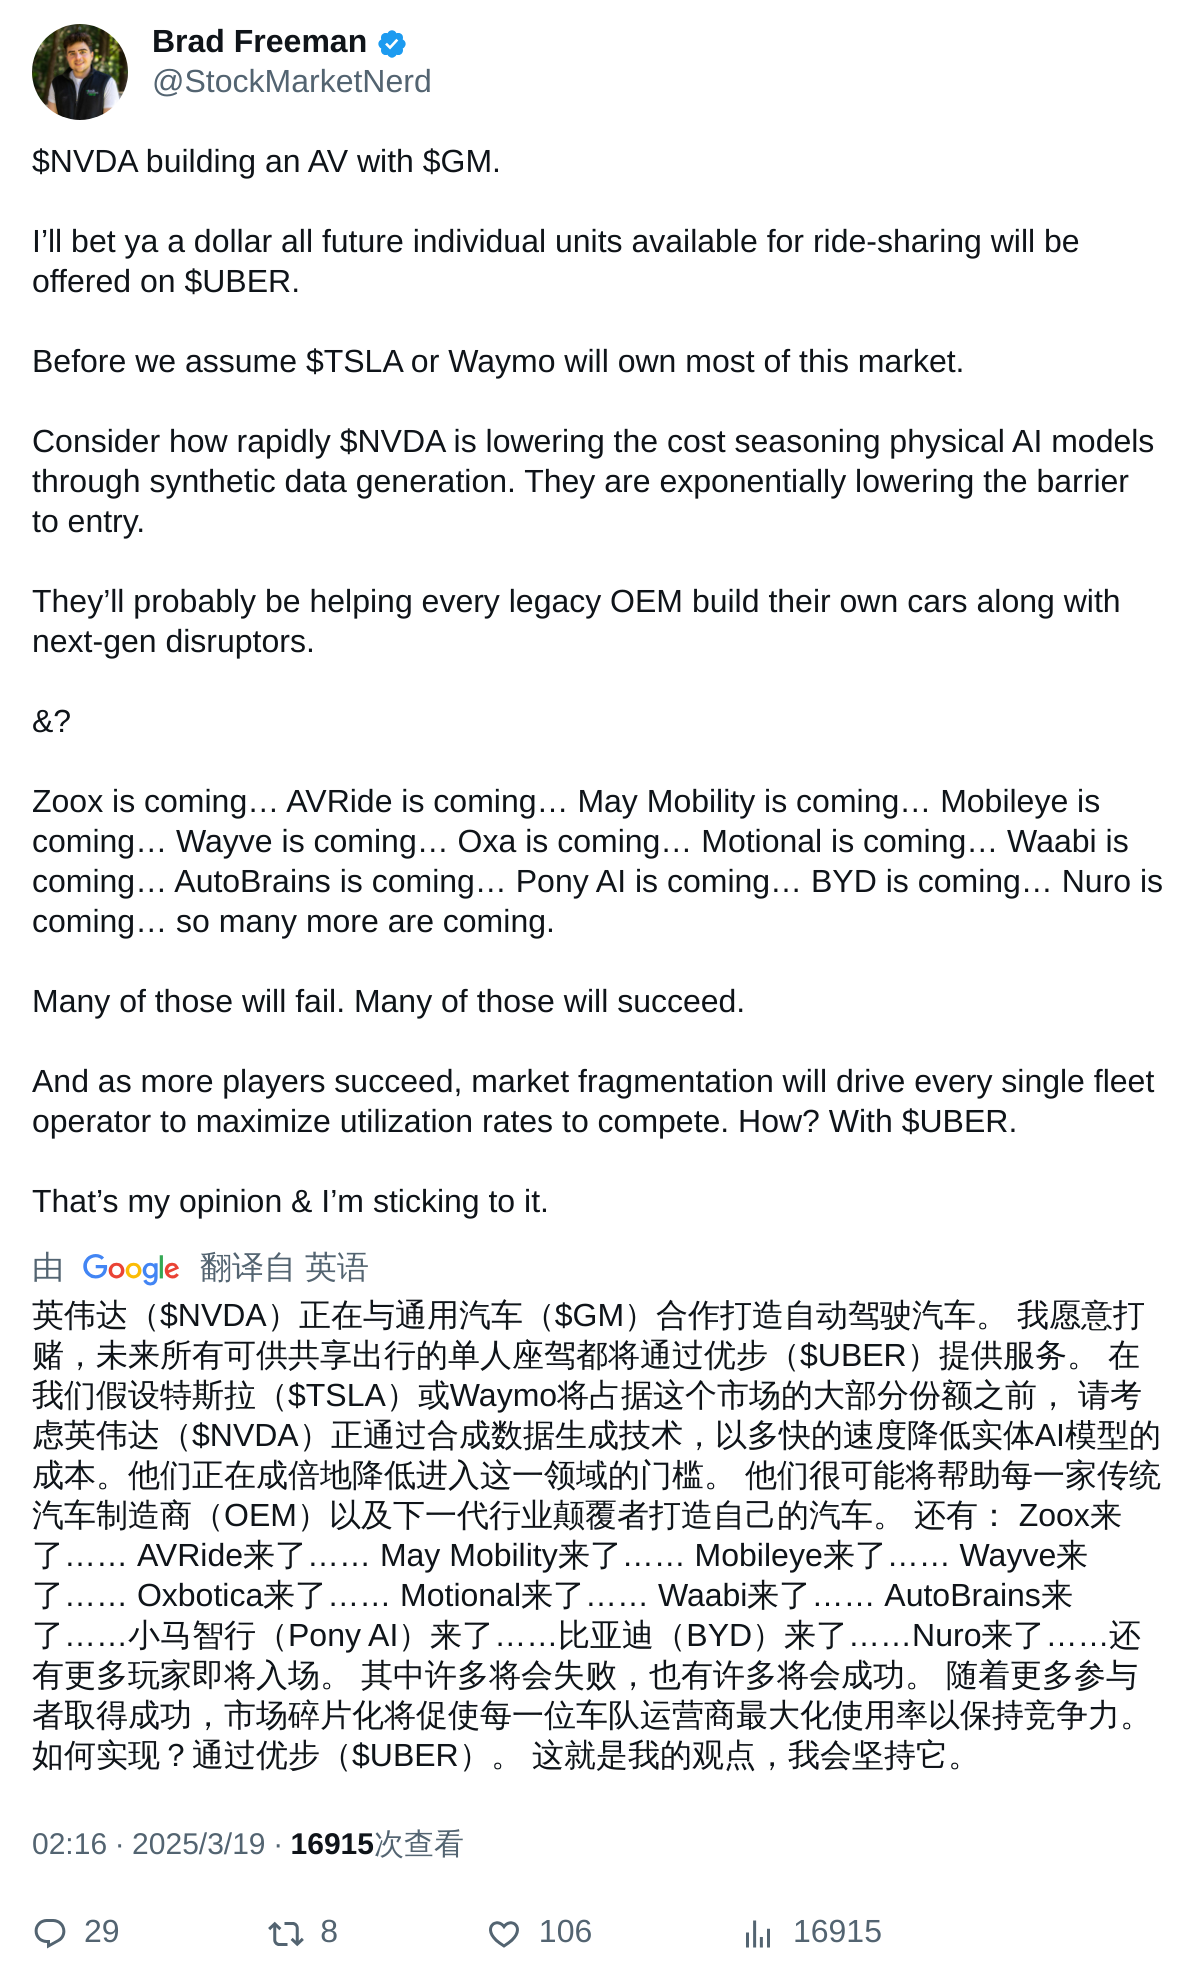 Brad Freeman
@StockMarketNerd
$NVDA building an AV with $GM.
I’ll bet ya a dollar all future individual units available for ride-sharing will be
offered on $UBER.
Before we assume $TSLA or Waymo will own most of this market.
Consider how rapidly $NVDA is lowering the cost seasoning physical AI models
through synthetic data generation. They are exponentially lowering the barrier
to entry.
They’ll probably be helping every legacy OEM build their own cars along with
next-gen disruptors.
&?
Zoox is coming… AVRide is coming… May Mobility is coming… Mobileye is
coming… Wayve is coming… Oxa is coming… Motional is coming… Waabi is
coming… AutoBrains is coming… Pony AI is coming… BYD is coming… Nuro is
coming… so many more are coming.
Many of those will fail. Many of those will succeed.
And as more players succeed, market fragmentation will drive every single fleet
operator to maximize utilization rates to compete. How? With $UBER.
That’s my opinion & I’m sticking to it.
由 Google 翻译自 英语
英伟达（$NVDA）正在与通用汽车（$GM）合作打造自动驾驶汽车。 我愿意打
赌，未来所有可供共享出行的单人座驾都将通过优步（$UBER）提供服务。 在
我们假设特斯拉（$TSLA）或Waymo将占据这个市场的大部分份额之前， 请考
虑英伟达（$NVDA）正通过合成数据生成技术，以多快的速度降低实体AI模型的
成本。他们正在成倍地降低进入这一领域的门槛。 他们很可能将帮助每一家传统
汽车制造商（OEM）以及下一代行业颠覆者打造自己的汽车。 还有： Zoox来
了…… AVRide来了…… May Mobility来了…… Mobileye来了…… Wayve来
了…… Oxbotica来了…… Motional来了…… Waabi来了…… AutoBrains来
了……小马智行（Pony AI）来了……比亚迪（BYD）来了……Nuro来了……还
有更多玩家即将入场。 其中许多将会失败，也有许多将会成功。 随着更多参与
者取得成功，市场碎片化将促使每一位车队运营商最大化使用率以保持竞争力。
如何实现？通过优步（$UBER）。 这就是我的观点，我会坚持它。
02:16 · 2025/3/19 · 16915次查看
29 8 106 16915